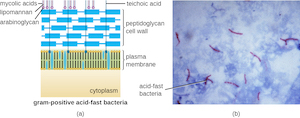 mycolic acids
lipomannan
arabinoglycan
teichoic acid
peptidoglycan
cell wall
plasma
membrane
cytoplasm
gram-positive acid-fast bacteria
(a)
acid-fast
bacteria
(b)